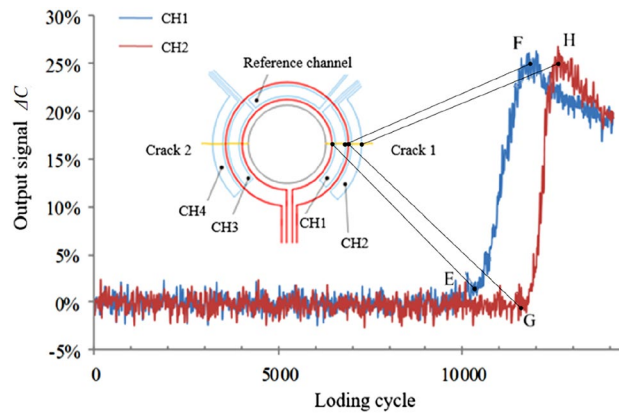 30%
25%
20%
15%
10%
5%
0%
-5%
Output signal ΔC
CH1
CH2
Reference channel
F
H
Crack 2
Crack 1
CH4
CH3
CH1
CH2
E
G
0
5000
10000
Loding cycle